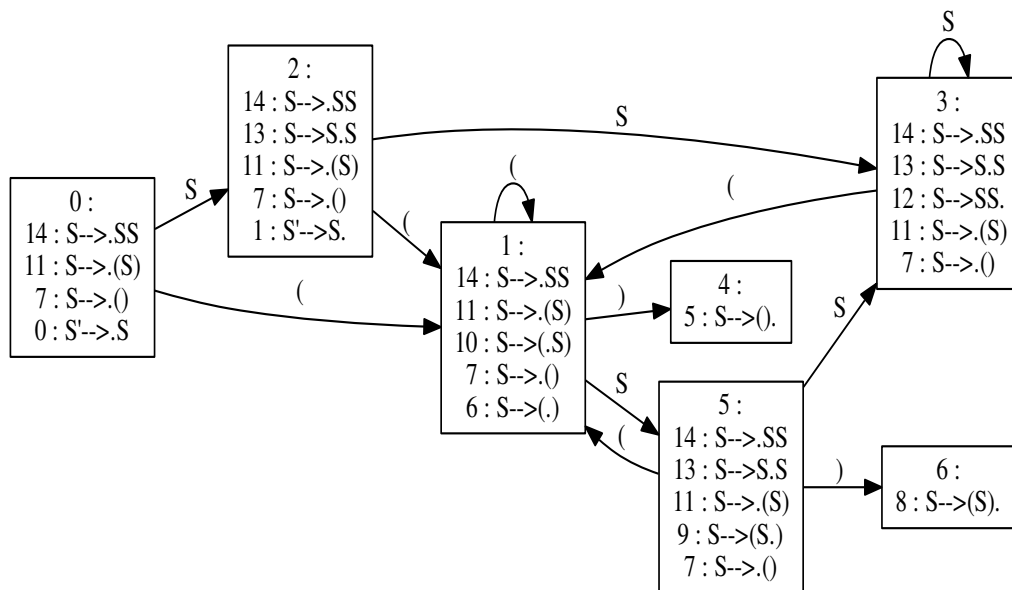 0 :
14 : S-->.SS
11 : S-->.(S)
7 : S-->.()
0 : S'-->.S
S
(
2 :
14 : S-->.SS
13 : S-->S.S
11 : S-->.(S)
7 : S-->.()
1 : S'-->S.
S
(
(
1 :
14 : S-->.SS
11 : S-->.(S)
10 : S-->(.S)
7 : S-->.()
6 : S-->(.)
)
S
4 :
5 : S-->().
5 :
14 : S-->.SS
13 : S-->S.S
11 : S-->.(S)
9 : S-->(S.)
7 : S-->.()
(
S
)
S
3 :
14 : S-->.SS
13 : S-->S.S
12 : S-->SS.
11 : S-->.(S)
7 : S-->.()
(
6 :
8 : S-->(S).